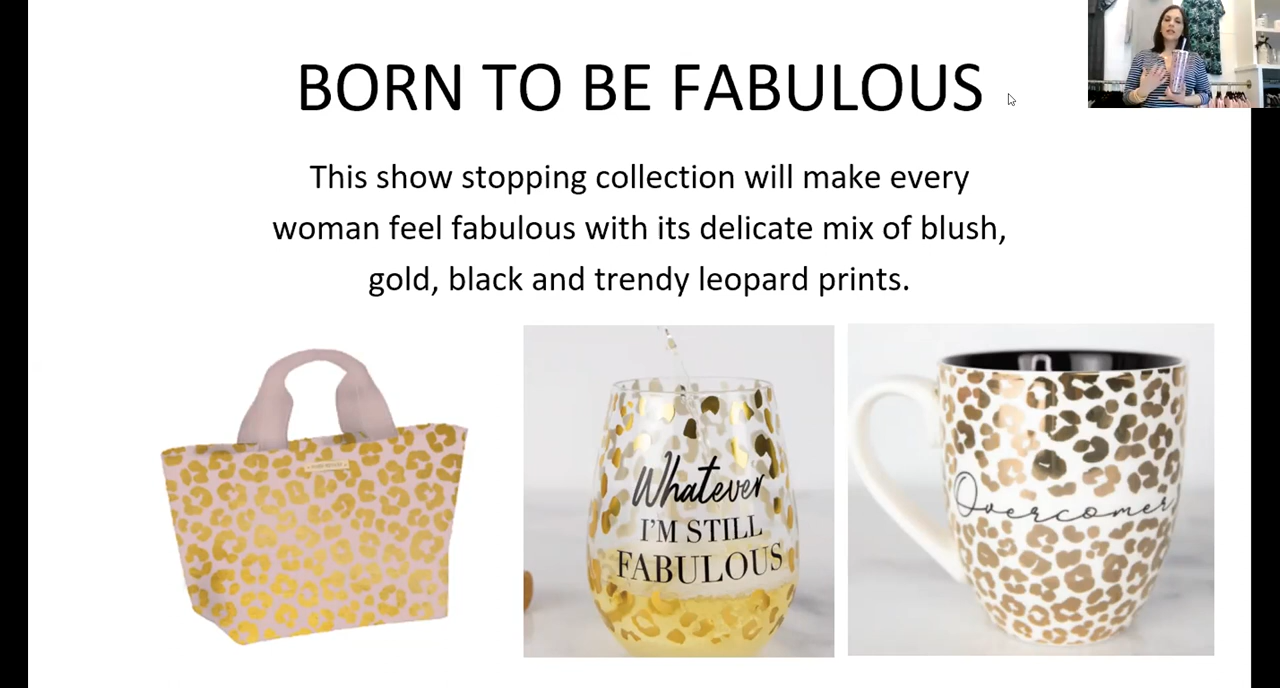 BORN TO BE FABULOUS
This show stopping collection will make every
woman feel fabulous with its delicate mix of blush,
gold, black and trendy leopard prints.
Whatever
I'M STILL
FABULOUS
Overcomer